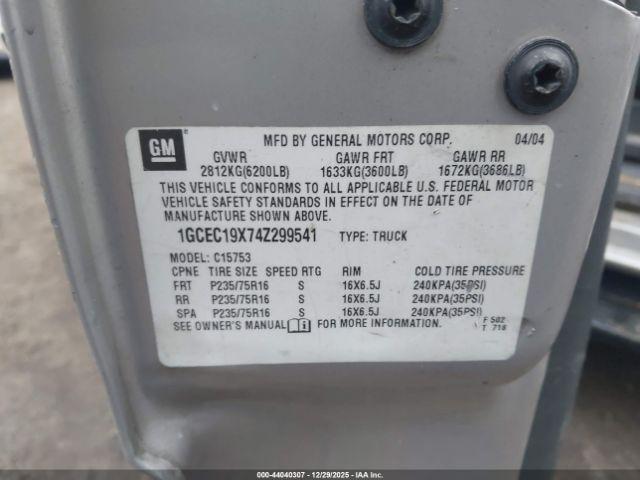 GM MFD BY GENERAL MOTORS CORP. 04/04
GVWR GAWR FRT GAWR RR
2812KG(6200LB) 1633KG(3600LB) 1672KG(3686LB)
THIS VEHICLE CONFORMS TO ALL APPLICABLE U.S. FEDERAL MOTOR
VEHICLE SAFETY STANDARDS IN EFFECT ON THE DATE OF
MANUFACTURE SHOWN ABOVE.
1GCEC19X74Z299541 TYPE: TRUCK
MODEL: C15753
CPNE TIRE SIZE SPEED RTG RIM COLD TIRE PRESSURE
FRT P235/75R16 S 16X6.5J 240KPA(35PSI)
RR P235/75R16 S 16X6.5J 240KPA(35PSI)
SPA P235/75R16 S 16X6.5J 240KPA(35PSI)
SEE OWNER'S MANUAL FOR MORE INFORMATION. F 502
T 718
000-44040307 - 12/29/2025 - IAAI.com